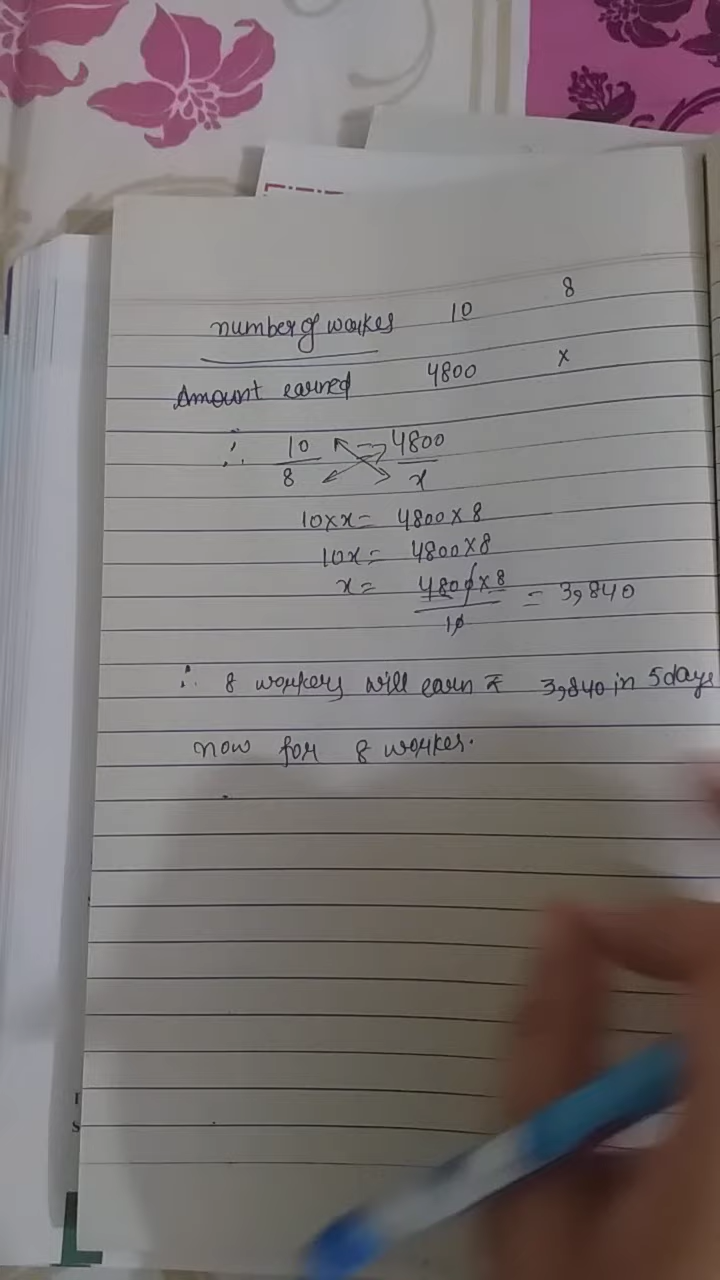 number of workes 10 8
Amount earned 4800 x
∴ 10/8 = 4800/x
10×x = 4800×8
10x = 4800×8
x = 4800×8/10 = 3,840
∴ 8 workers will earn ₹ 3,840 in 5days
now for 8 workes.